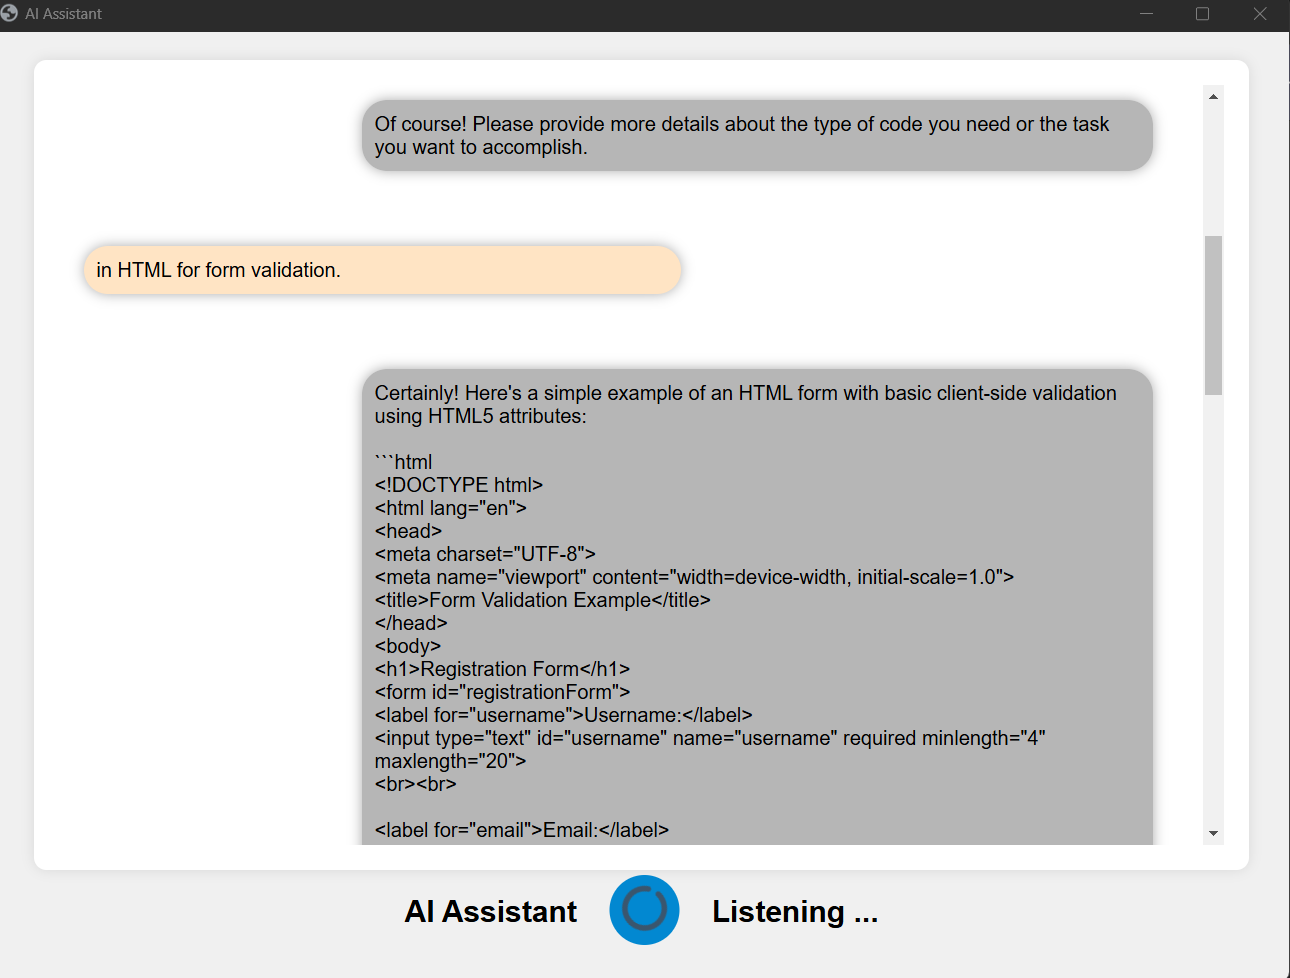 AI Assistant
Of course! Please provide more details about the type of code you need or the task
you want to accomplish.
in HTML for form validation.
Certainly! Here's a simple example of an HTML form with basic client-side validation
using HTML5 attributes:
```html
<!DOCTYPE html>
<html lang="en">
<head>
<meta charset="UTF-8">
<meta name="viewport" content="width=device-width, initial-scale=1.0">
<title>Form Validation Example</title>
</head>
<body>
<h1>Registration Form</h1>
<form id="registrationForm">
<label for="username">Username:</label>
<input type="text" id="username" name="username" required minlength="4"
maxlength="20">
<br><br>
<label for="email">Email:</label>
AI Assistant
Listening ...